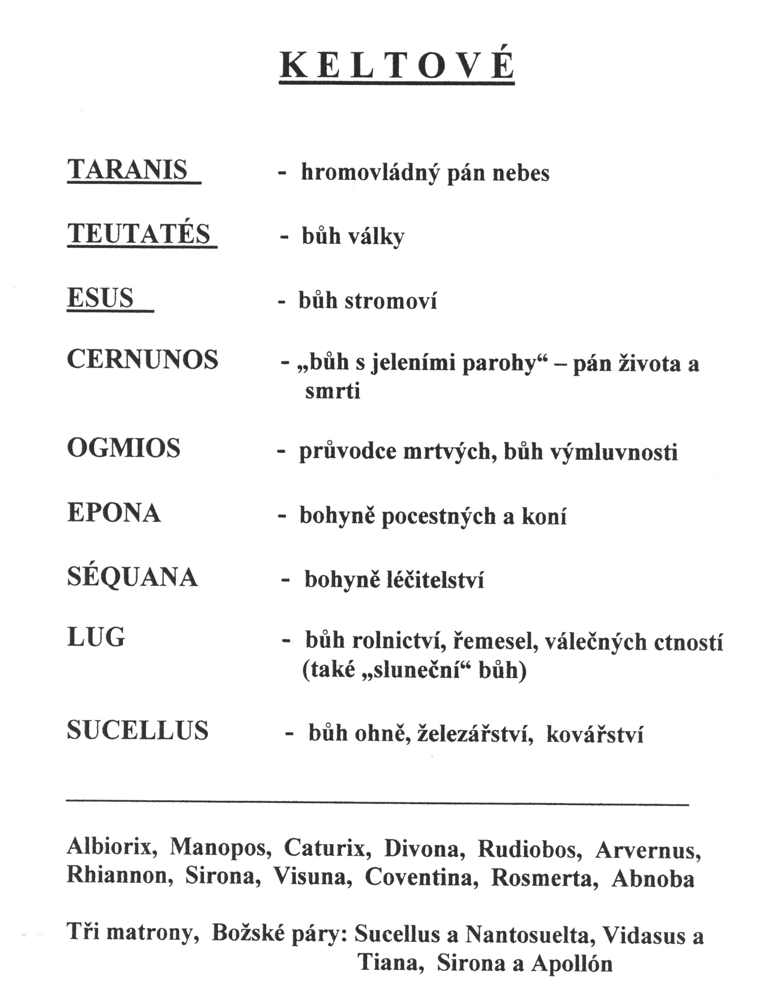 KELTOVÉ
TARANIS - hromovládný pán nebes
TEUTATÉS - bůh války
ESUS - bůh stromoví
CERNUNOS - „bůh s jeleními parohy“ – pán života a
smrti
OGMIOS - průvodce mrtvých, bůh výmluvnosti
EPONA - bohyně pocestných a koní
SÉQUANA - bohyně léčitelství
LUG - bůh rolnictví, řemesel, válečných ctností
(také „sluneční“ bůh)
SUCELLUS - bůh ohně, železářství, kovářství
Albiorix, Manopos, Caturix, Divona, Rudiobos, Arvernus,
Rhiannon, Sirona, Visuna, Coventina, Rosmerta, Abnoba
Tři matrony, Božské páry: Sucellus a Nantosuelta, Vidasus a
Tiana, Sirona a Apollón